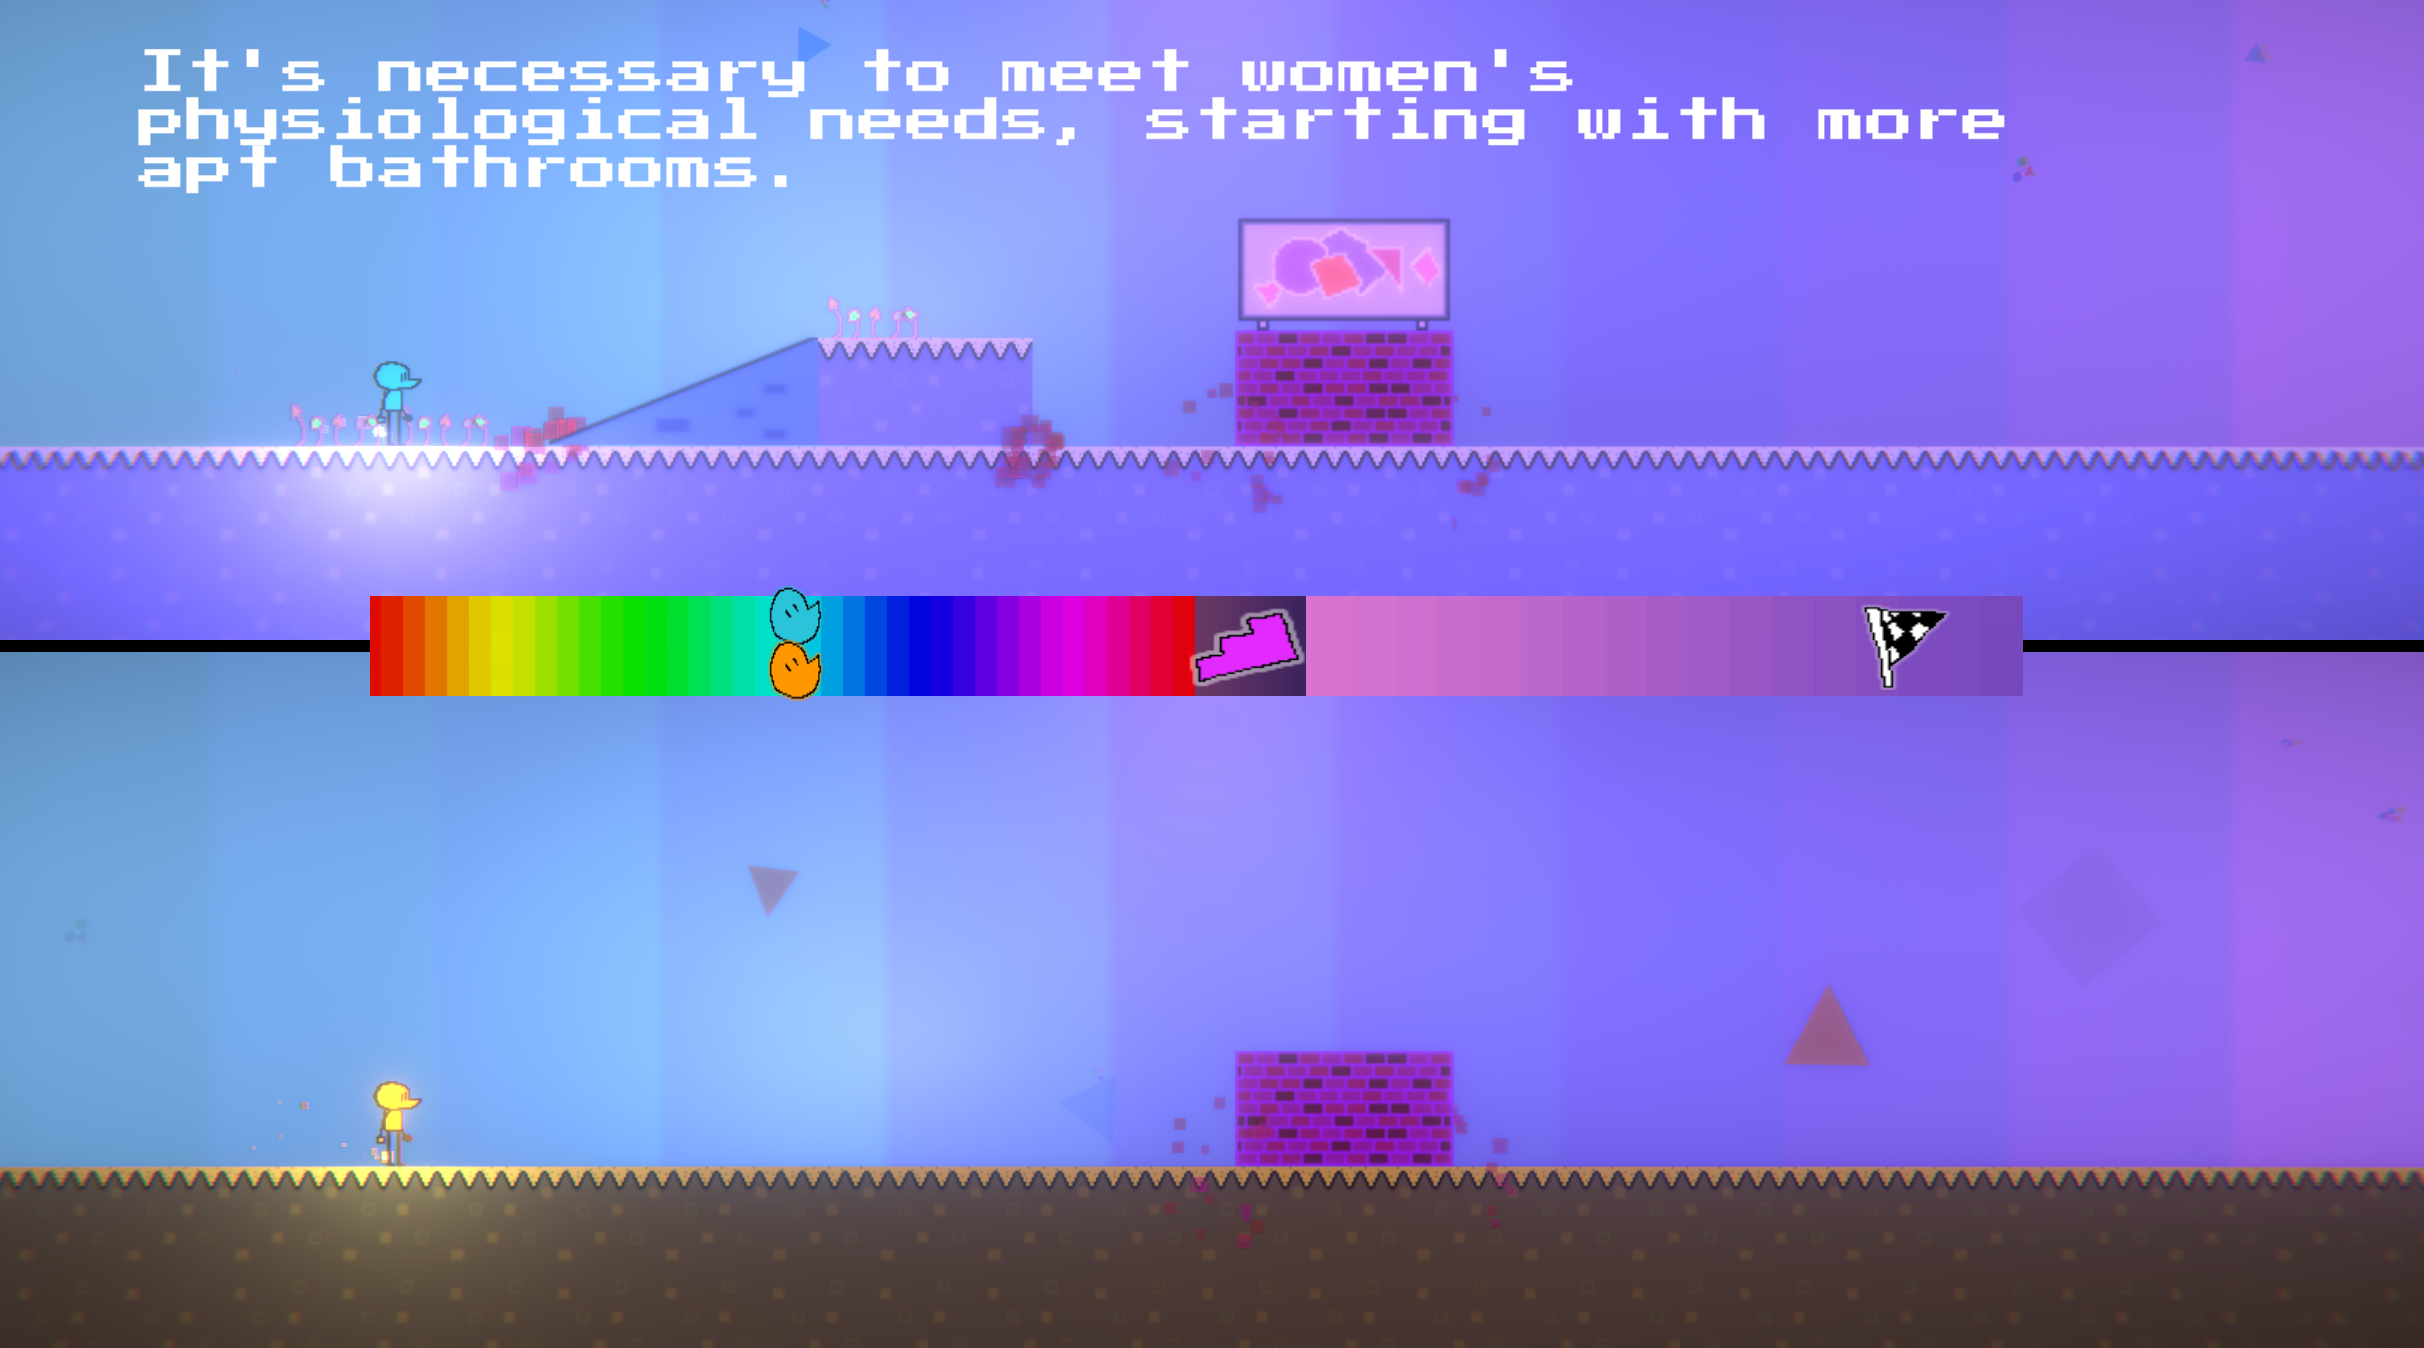 It's necessary to meet women's
physiological needs, starting with more
apt bathrooms.